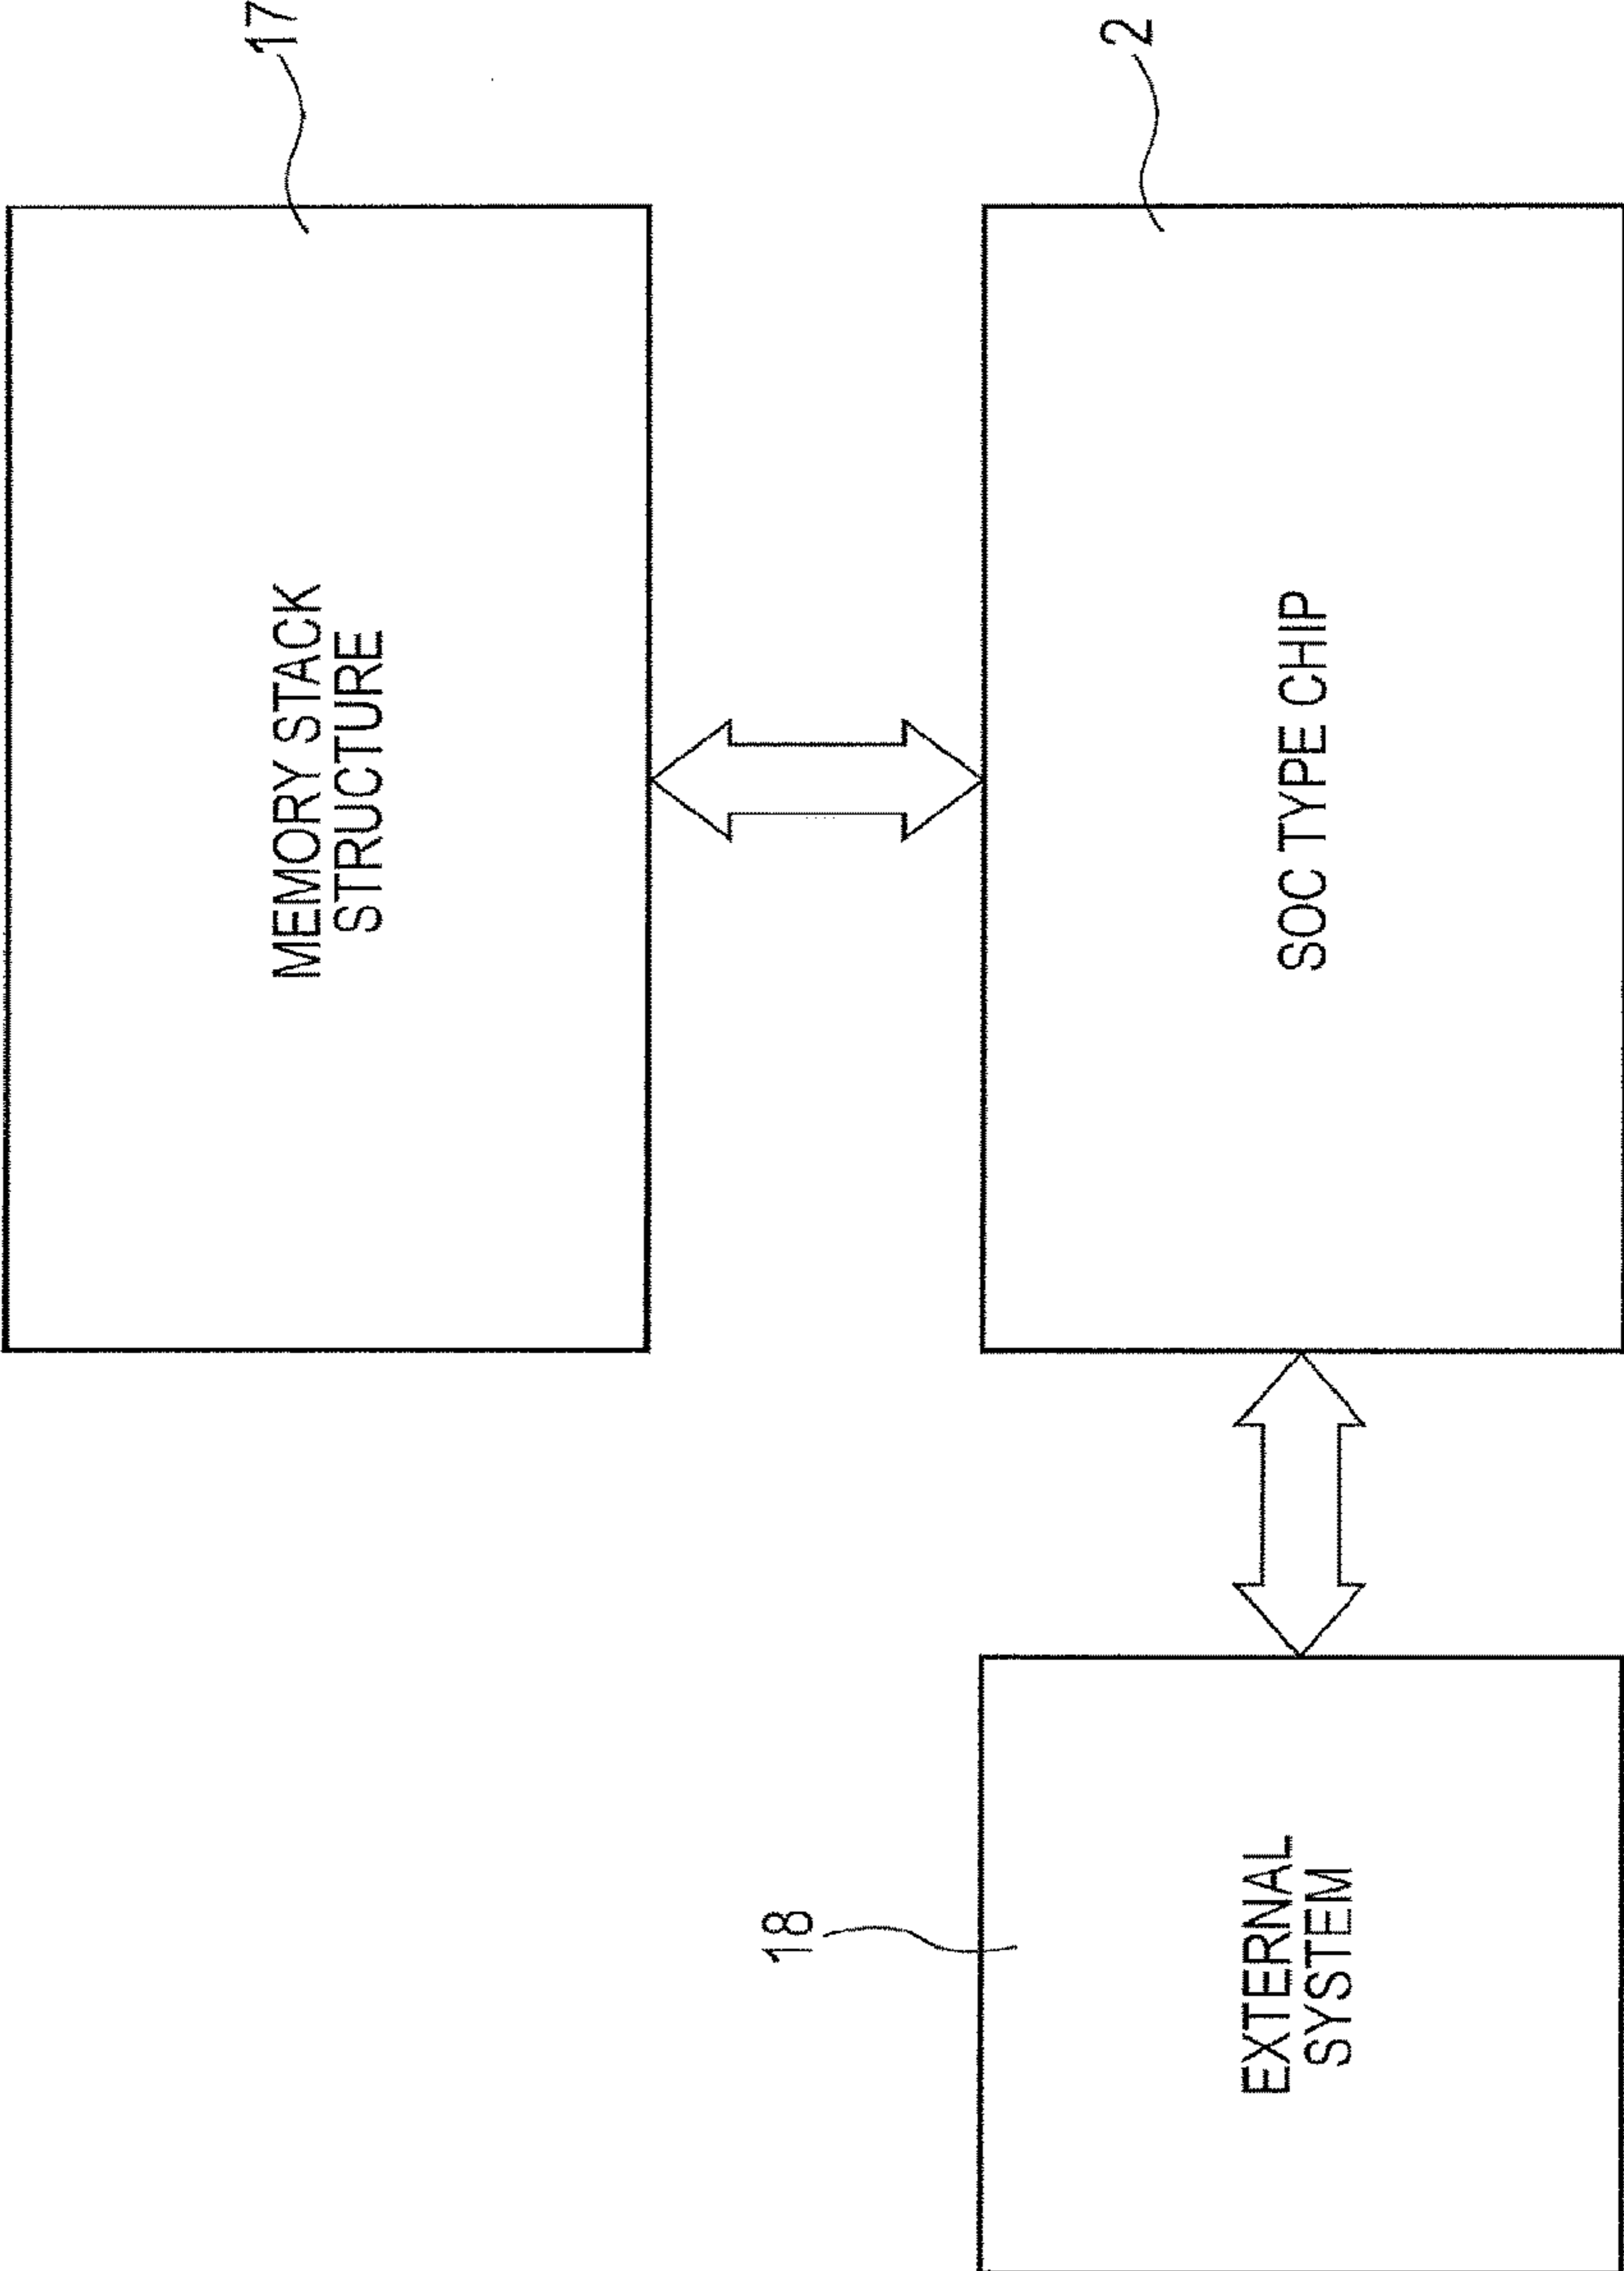 17
MEMORY STACK
STRUCTURE
2
SOC TYPE CHIP
18
EXTERNAL
SYSTEM